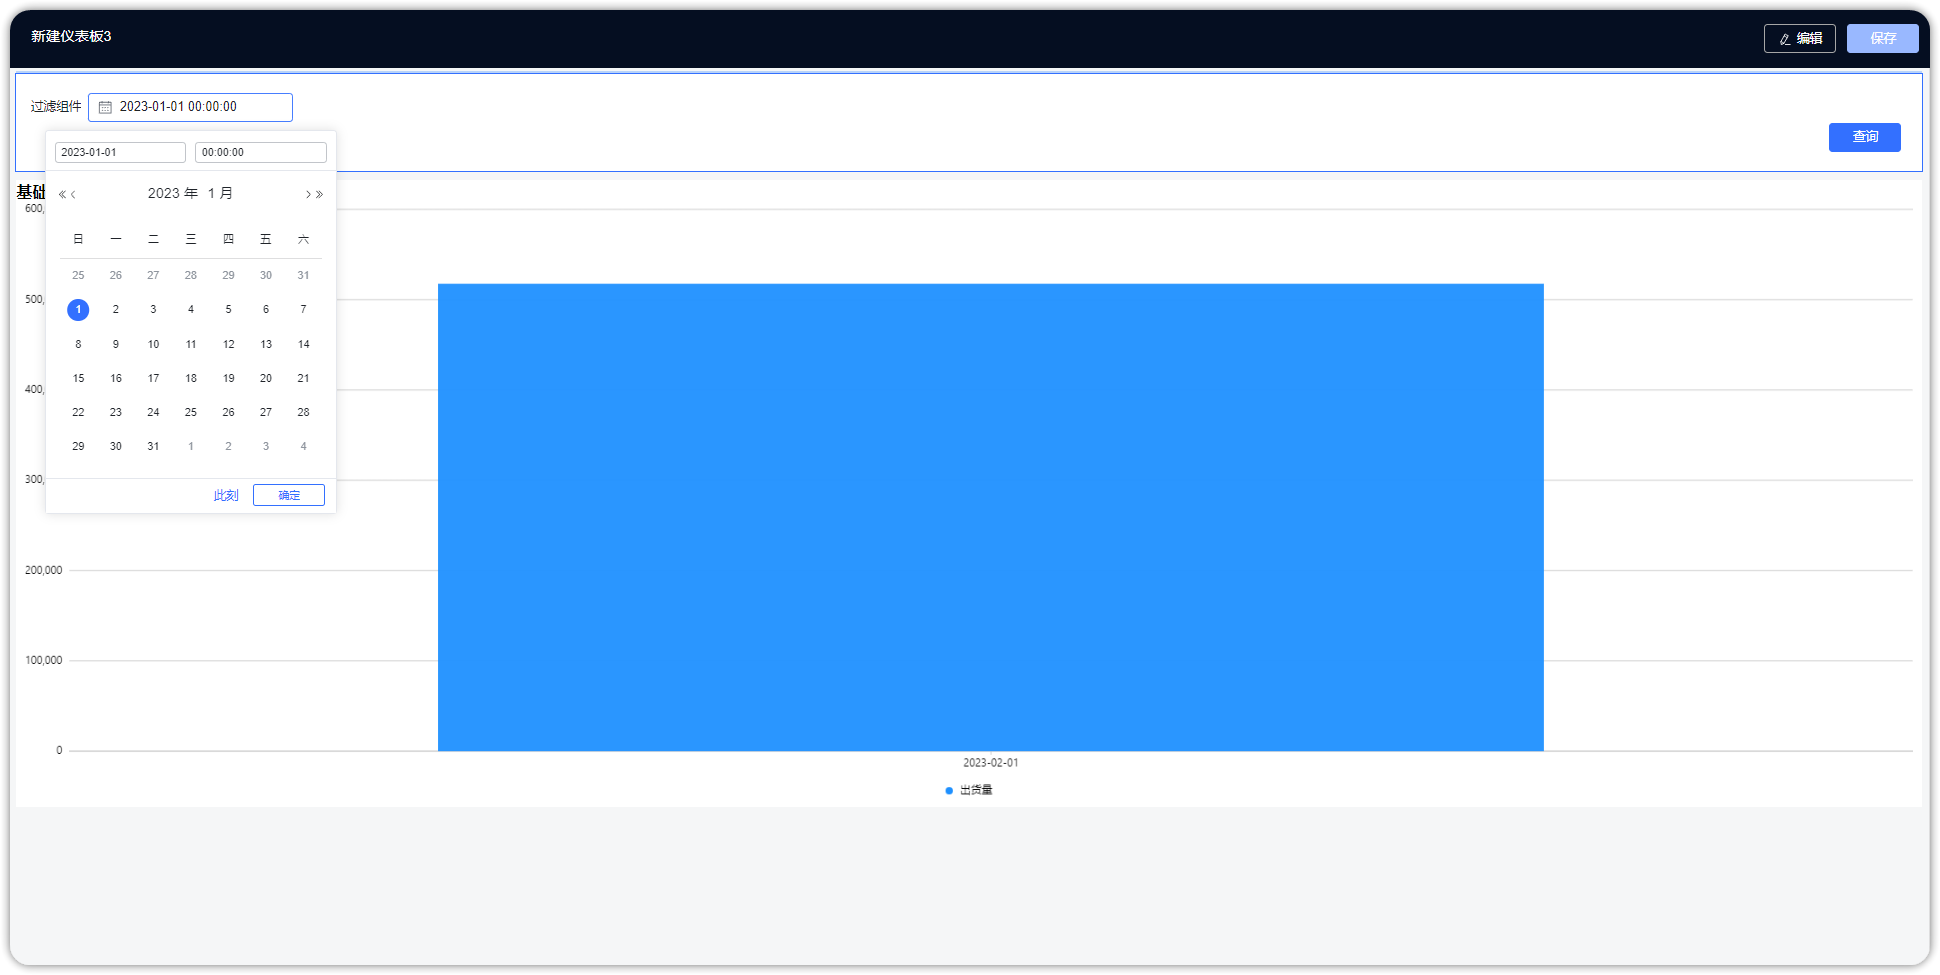 新建仪表板3
编辑
保存
过滤组件
2023-01-01 00:00:00
查询
2023-01-01
00:00:00
基础
2023 年 1 月
日 一 二 三 四 五 六
25 26 27 28 29 30 31
1 2 3 4 5 6 7
8 9 10 11 12 13 14
15 16 17 18 19 20 21
22 23 24 25 26 27 28
29 30 31 1 2 3 4
此刻
确定
600,
500,
400,
300,
200,000
100,000
0
2023-02-01
出货量